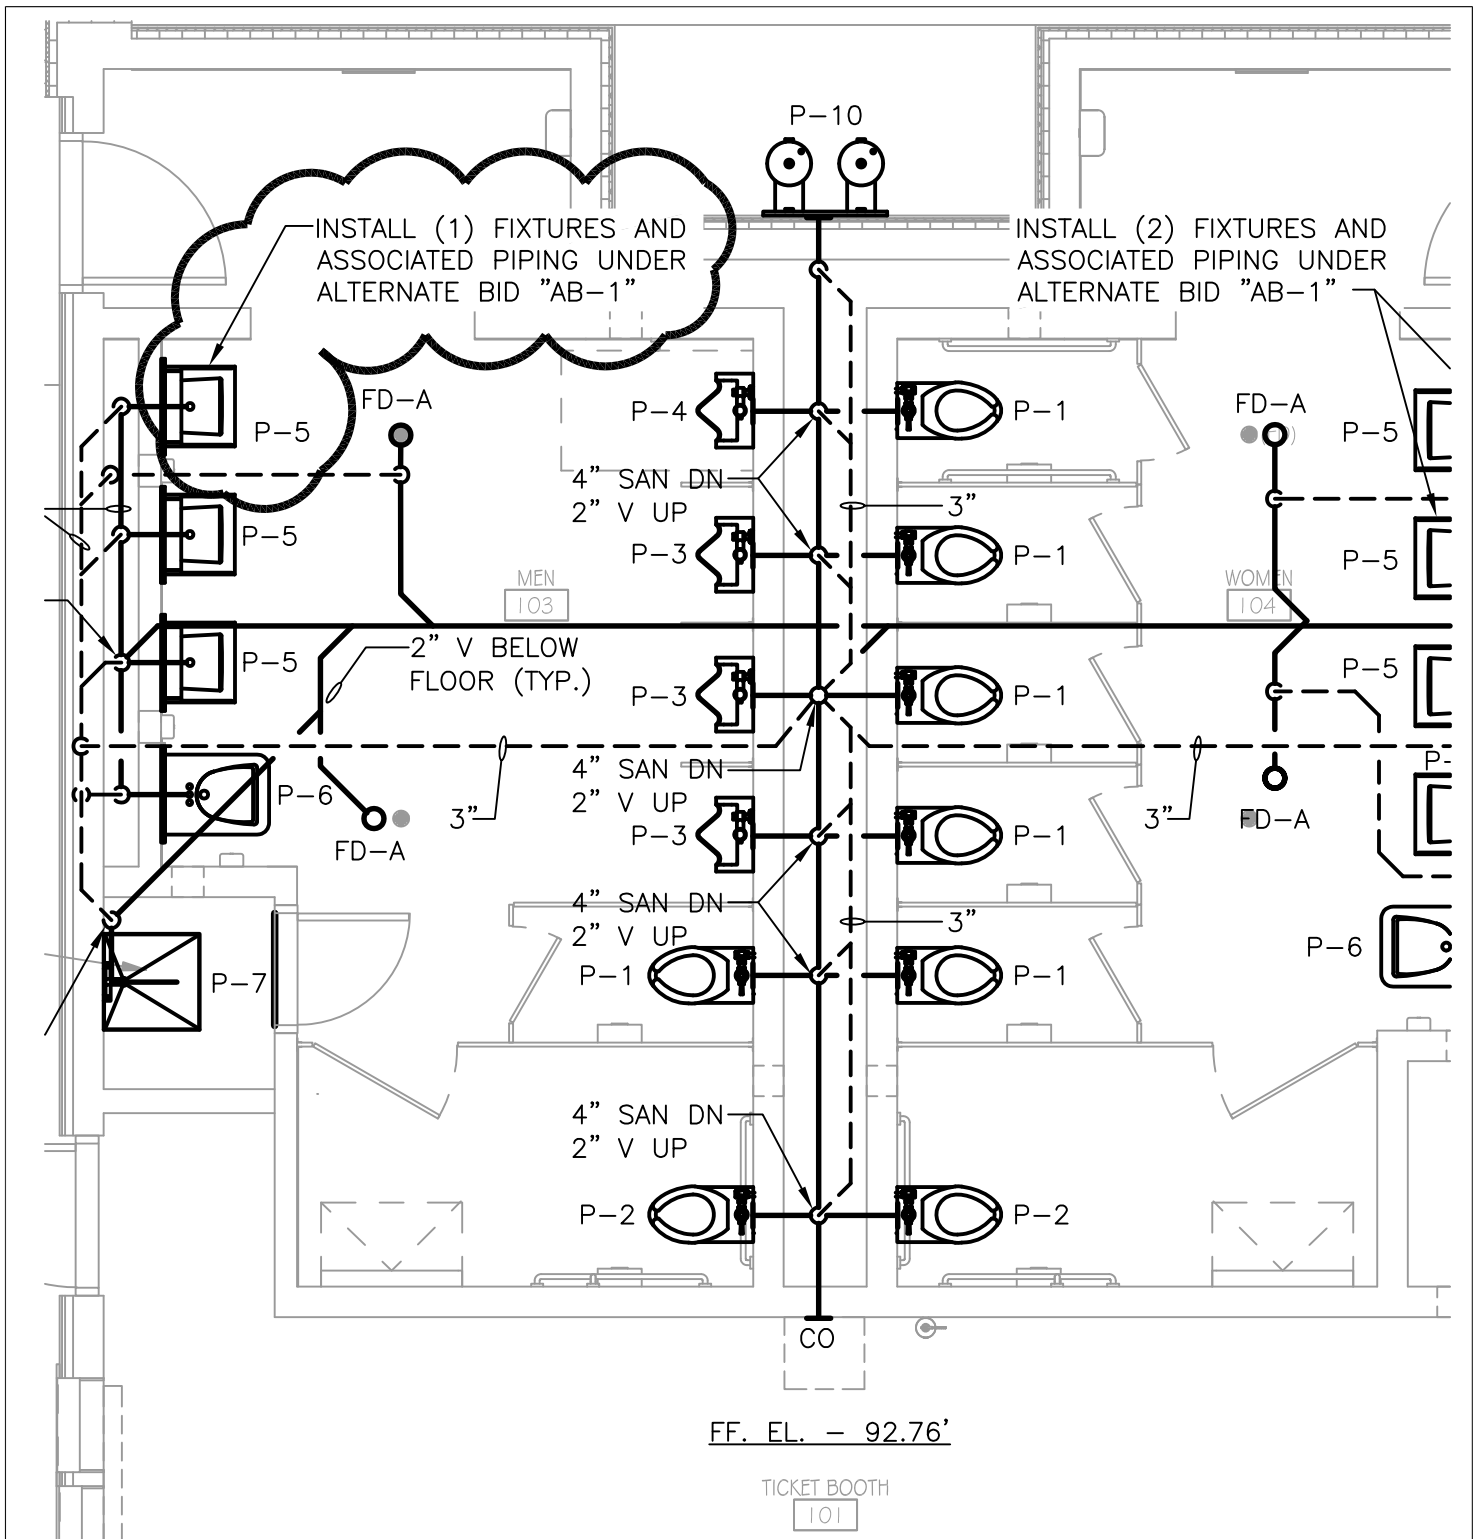 P-10
INSTALL (1) FIXTURES AND
ASSOCIATED PIPING UNDER
ALTERNATE BID "AB-1"
INSTALL (2) FIXTURES AND
ASSOCIATED PIPING UNDER
ALTERNATE BID "AB-1"
P-5
FD-A
P-4
P-1
FD-A
P-5
4" SAN DN
2" V UP
3"
P-5
P-3
P-1
P-5
MEN
103
WOMEN
104
2" V BELOW
FLOOR (TYP.)
P-5
P-3
P-1
P-5
4" SAN DN
2" V UP
P-6
3"
3"
P-
FD-A
P-3
P-1
FD-A
4" SAN DN
2" V UP
3"
P-7
P-1
P-1
P-6
4" SAN DN
2" V UP
P-2
P-2
CO
FF. EL. - 92.76'
TICKET BOOTH
101